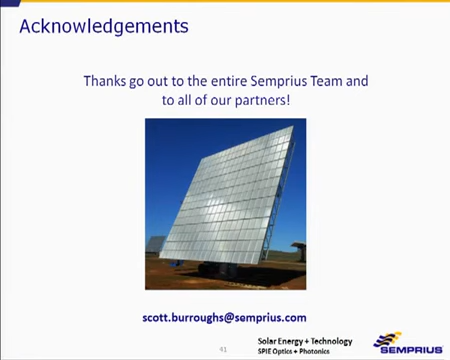 Acknowledgements
Thanks go out to the entire Semprius Team and
to all of our partners!
scott.burroughs@semprius.com
41
Solar Energy + Technology
SPIE Optics + Photonics
SEMPRIUS